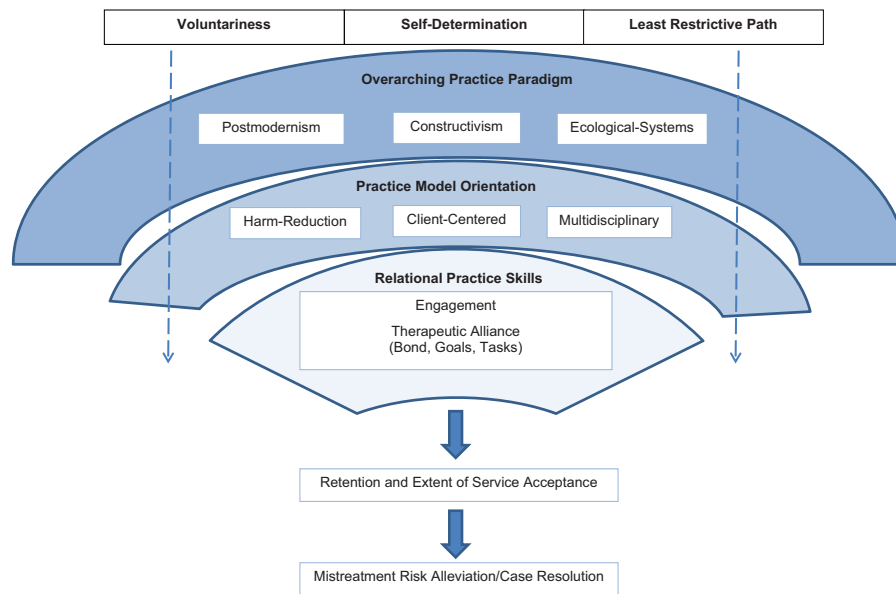 Voluntariness
Self-Determination
Least Restrictive Path
Overarching Practice Paradigm
Postmodernism
Constructivism
Ecological-Systems
Practice Model Orientation
Harm-Reduction
Client-Centered
Multidisciplinary
Relational Practice Skills
Engagement
Therapeutic Alliance
(Bond, Goals, Tasks)
Retention and Extent of Service Acceptance
Mistreatment Risk Alleviation/Case Resolution